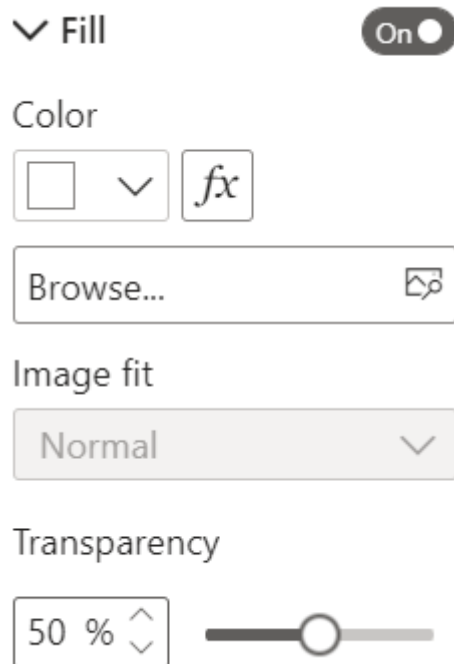 Fill
On
Color
fx
Browse...
Image fit
Normal
Transparency
50 %